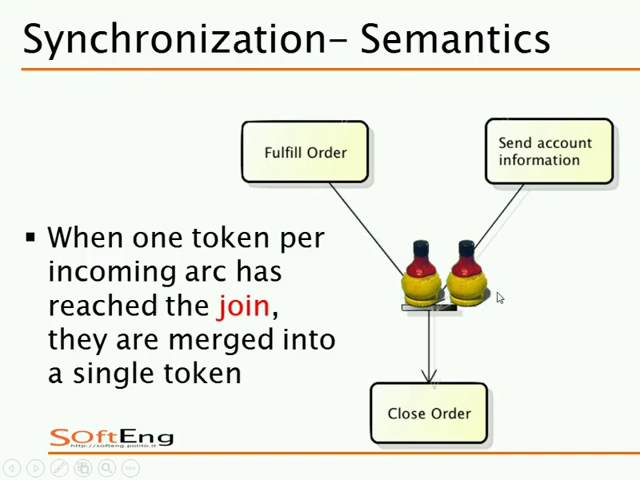 Synchronization– Semantics
Fulfill Order
Send account
information
▪ When one token per
incoming arc has
reached the join,
they are merged into
a single token
Close Order
SOftEng
http://softeng.polito.it